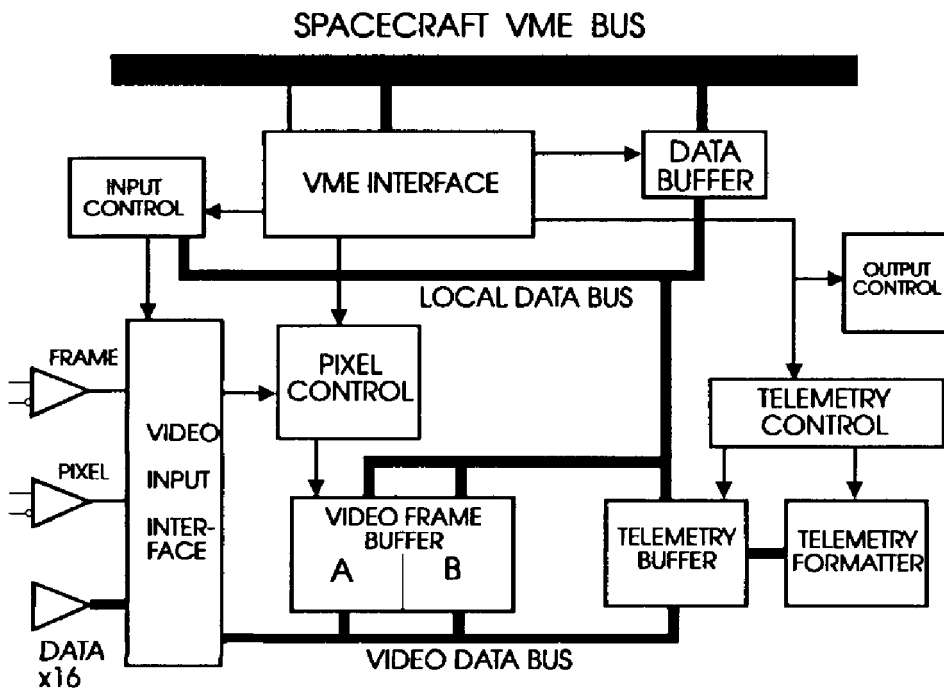 SPACECRAFT VME BUS
VME INTERFACE
DATA
BUFFER
INPUT
CONTROL
OUTPUT
CONTROL
LOCAL DATA BUS
FRAME
PIXEL
CONTROL
TELEMETRY
CONTROL
VIDEO
INPUT
INTER-
FACE
PIXEL
VIDEO FRAME
BUFFER
A B
TELEMETRY
BUFFER
TELEMETRY
FORMATTER
DATA
x16
VIDEO DATA BUS